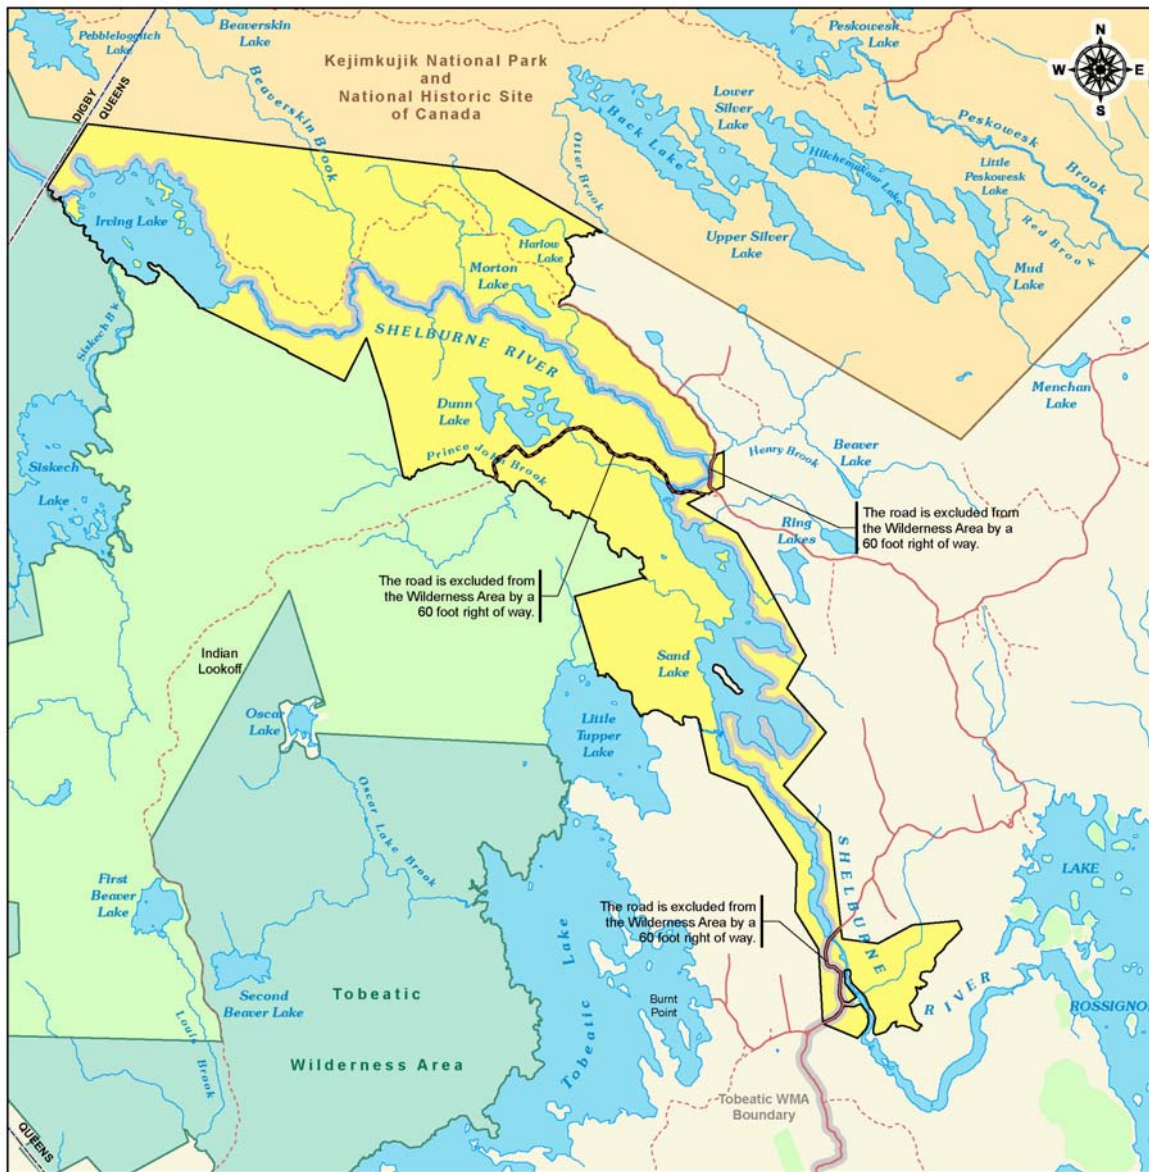 Pebbleloggitch
Lake
Beaverskin
Lake
Peskowesk
Lake
N
W
E
S
DIGBY
QUEENS
Kejimkujik National Park
and
National Historic Site
of Canada
Beaverskin Brook
Otter Brook
Back Lake
Lower
Silver
Lake
Hilchemakaar Lake
Peskowesk Brook
Little
Peskowesk
Lake
Red Brook
Irving Lake
Harlow
Lake
Morton
Lake
Upper Silver
Lake
Mud
Lake
Siskech Bk
SHELBURNE RIVER
Menchan
Lake
Dunn
Lake
Prince John Brook
Henry Brook
Beaver
Lake
Siskech
Lake
Ring
Lakes
The road is excluded from
the Wilderness Area by a
60 foot right of way.
The road is excluded from
the Wilderness Area by a
60 foot right of way.
Indian
Lookoff
Sand
Lake
Oscar
Lake
Little
Tupper
Lake
Oscar Lake Brook
First
Beaver
Lake
SHELBURNE
RIVER
LAKE
ROSSIGNO
The road is excluded from
the Wilderness Area by a
60 foot right of way.
Second
Beaver Lake
Tobeatic
Wilderness Area
Tobeatic Lake
Burnt
Point
Louis Brook
Tobeatic WMA
Boundary
QUEENS